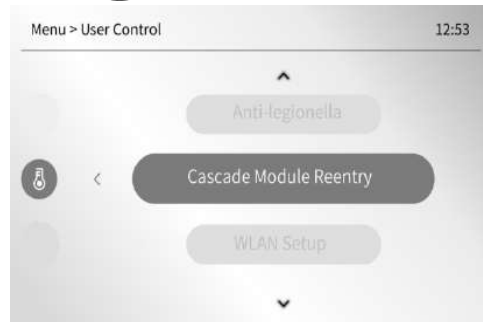 Menu > User Control 12:53
Anti-legionella
Cascade Module Reentry
WLAN Setup